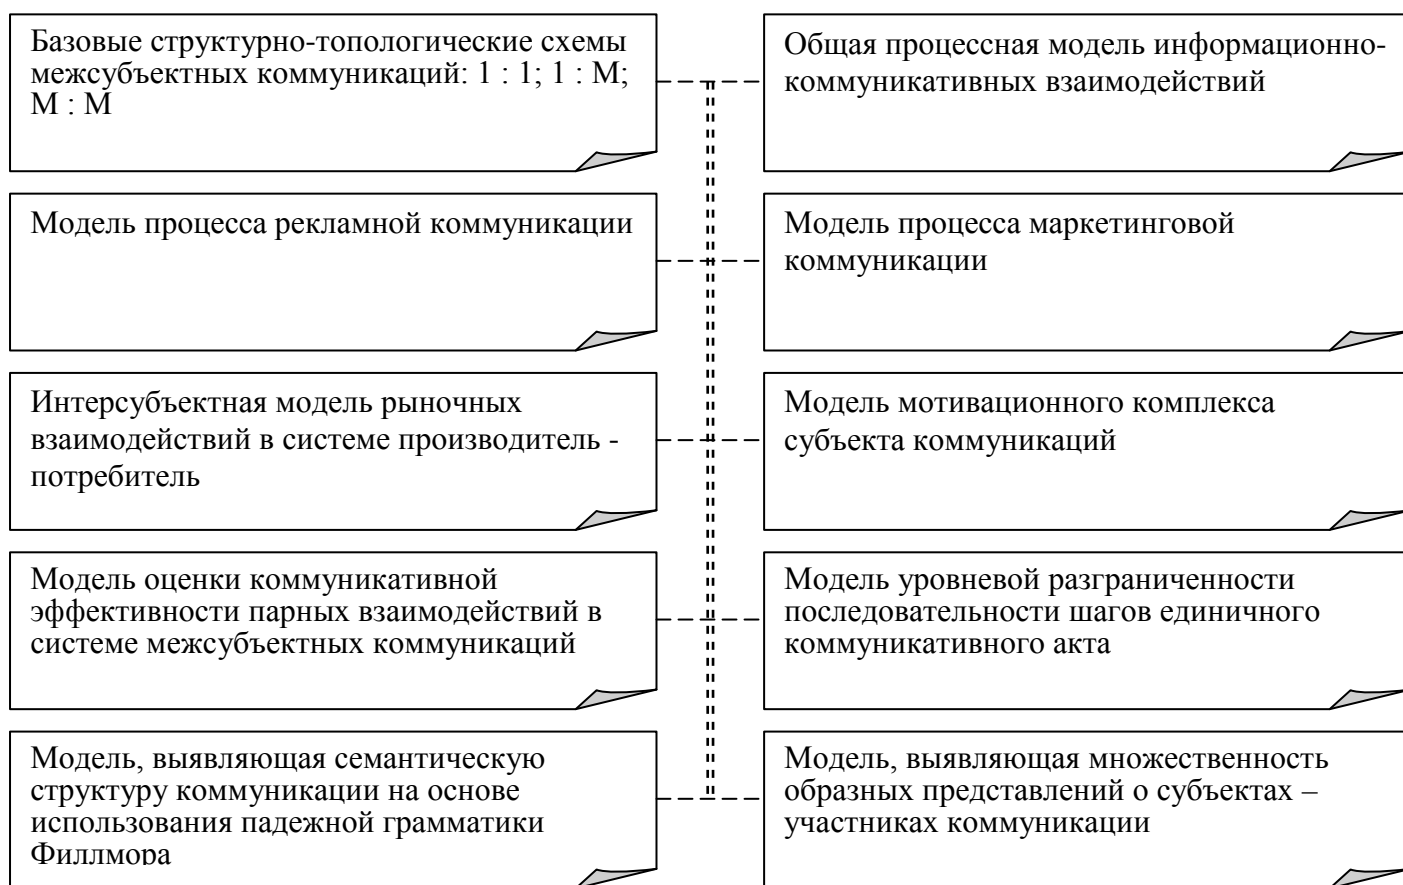 Базовые структурно-топологические схемы
межсубъектных коммуникаций: 1 : 1; 1 : М;
М : М
Общая процессная модель информационно-
коммуникативных взаимодействий
Модель процесса рекламной коммуникации
Модель процесса маркетинговой
коммуникации
Интерсубъектная модель рыночных
взаимодействий в системе производитель -
потребитель
Модель мотивационного комплекса
субъекта коммуникаций
Модель оценки коммуникативной
эффективности парных взаимодействий в
системе межсубъектных коммуникаций
Модель уровневой разграниченности
последовательности шагов единичного
коммуникативного акта
Модель, выявляющая семантическую
структуру коммуникации на основе
использования падежной грамматики
Филлмора
Модель, выявляющая множественность
образных представлений о субъектах –
участниках коммуникации